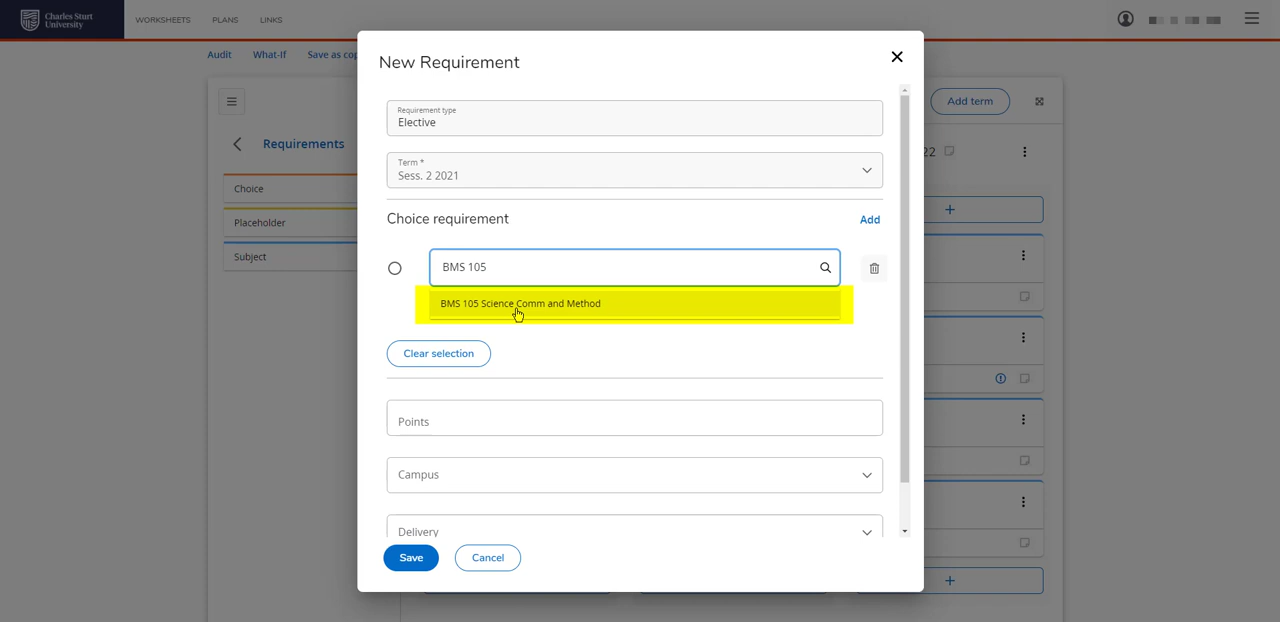 Charles Sturt
University
WORKSHEETS
PLANS
LINKS
Audit
What-If
Save as cop
Add term
Requirements
22
Choice
Placeholder
Subject
New Requirement
Requirement type
Elective
Term *
Sess. 2 2021
Choice requirement
Add
BMS 105
BMS 105 Science Comm and Method
Clear selection
Points
Campus
Delivery
Save
Cancel